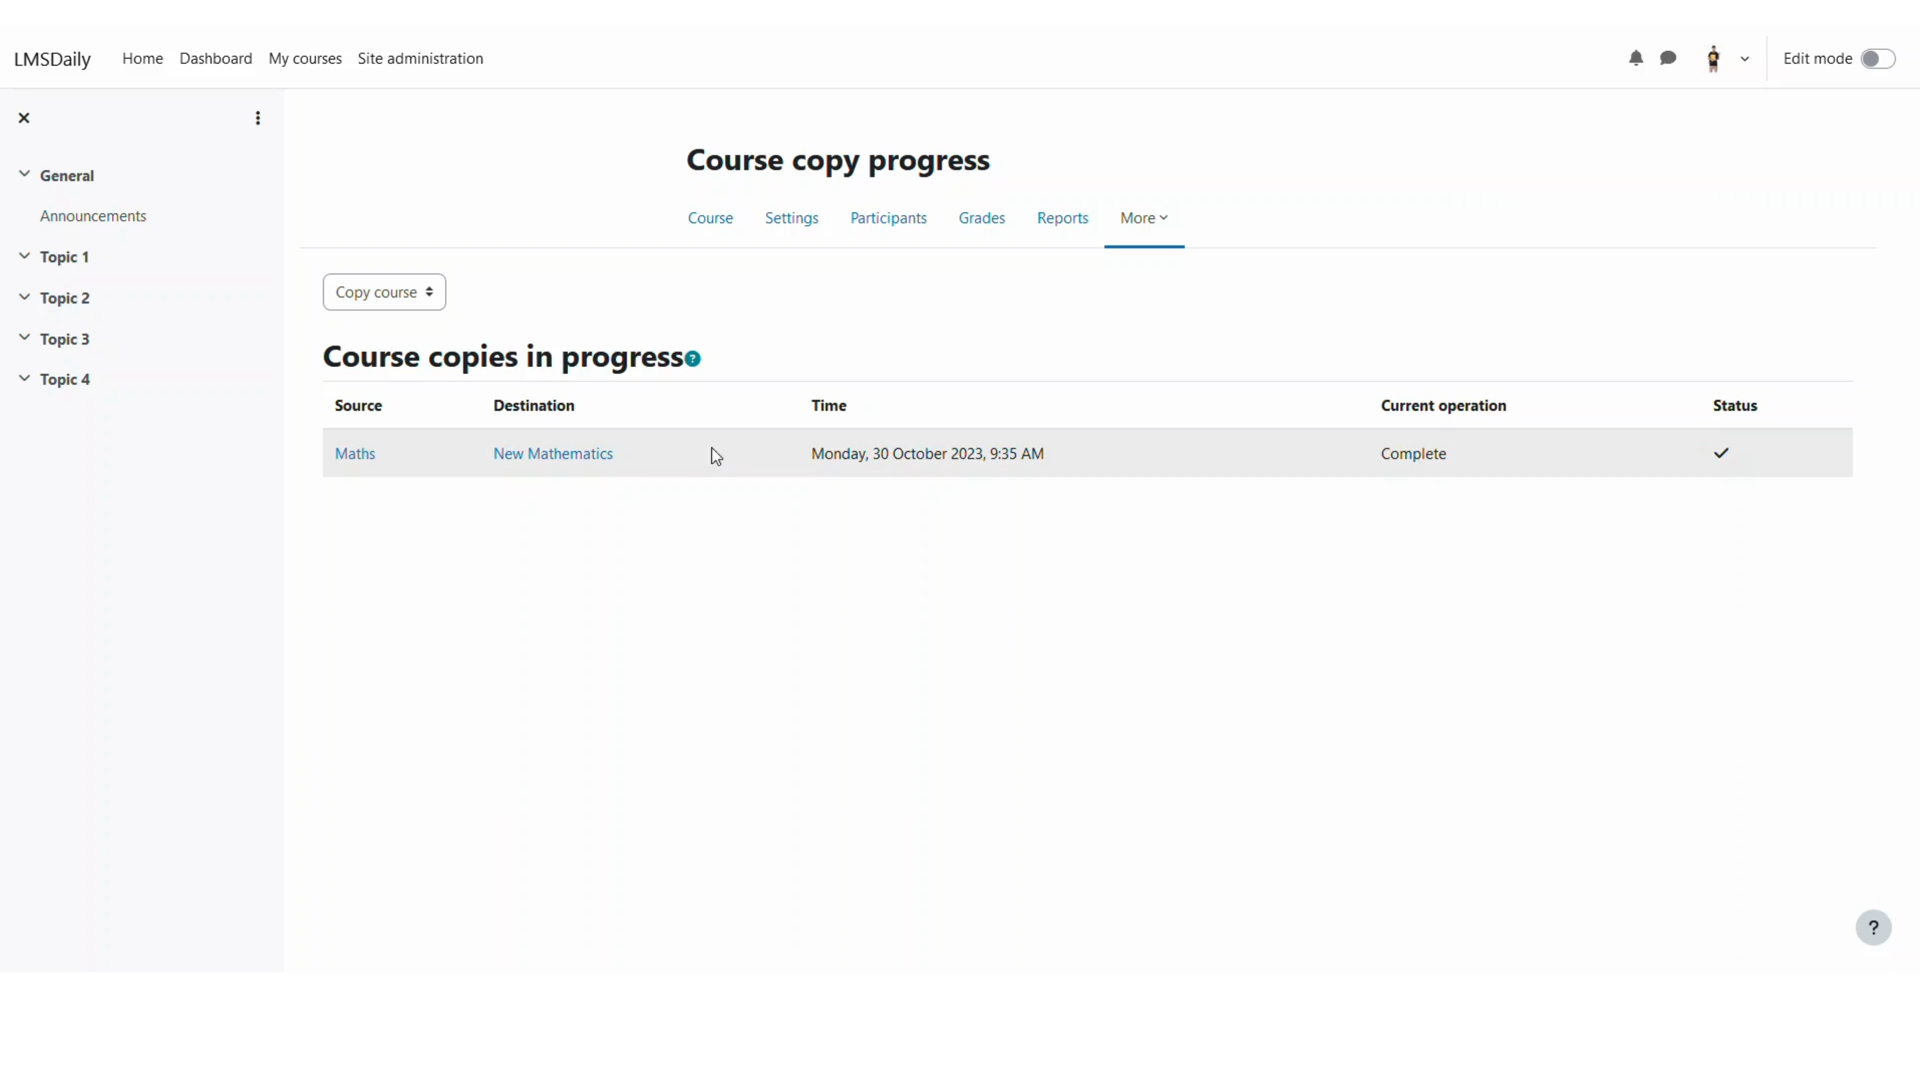 LMSDaily Home Dashboard My courses Site administration Edit mode
General
Announcements
Topic 1
Topic 2
Topic 3
Topic 4
Course copy progress
Course Settings Participants Grades Reports More
Copy course
Course copies in progress?
Source Destination Time Current operation Status
Maths New Mathematics Monday, 30 October 2023, 9:35 AM Complete
?